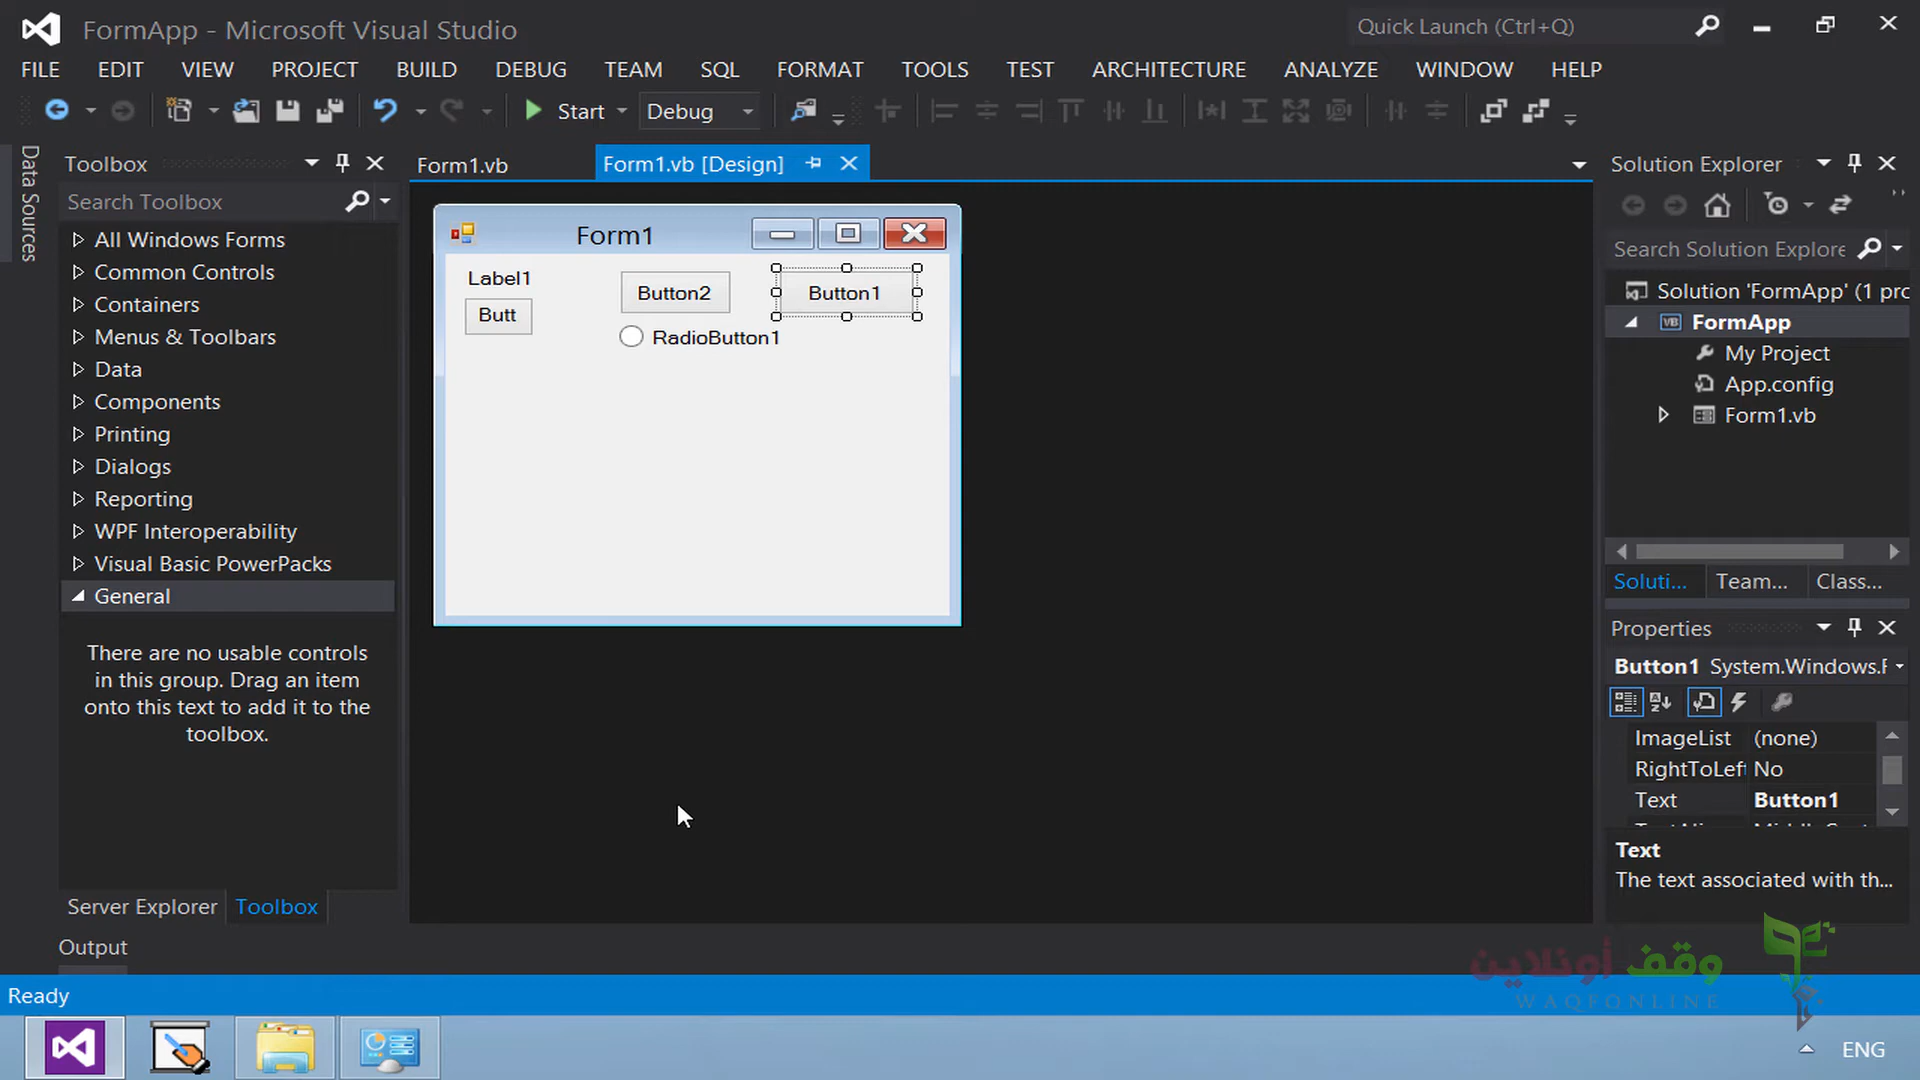 FormApp - Microsoft Visual Studio
Quick Launch (Ctrl+Q)
FILE EDIT VIEW PROJECT BUILD DEBUG TEAM SQL FORMAT TOOLS TEST ARCHITECTURE ANALYZE WINDOW HELP
Start Debug
Data Sources
Toolbox
Search Toolbox
All Windows Forms
Common Controls
Containers
Menus & Toolbars
Data
Components
Printing
Dialogs
Reporting
WPF Interoperability
Visual Basic PowerPacks
General
There are no usable controls
in this group. Drag an item
onto this text to add it to the
toolbox.
Server Explorer Toolbox
Output
Form1.vb Form1.vb [Design]
Form1
Label1
Button2 Button1
Butt
RadioButton1
Solution Explorer
Search Solution Explore
Solution 'FormApp' (1 pro
FormApp
My Project
App.config
Form1.vb
Soluti... Team... Class...
Properties
Button1 System.Windows.F
ImageList (none)
RightToLef No
Text Button1
Text
The text associated with th...
وقف أونلاين
WAQFONLINE
Ready
ENG